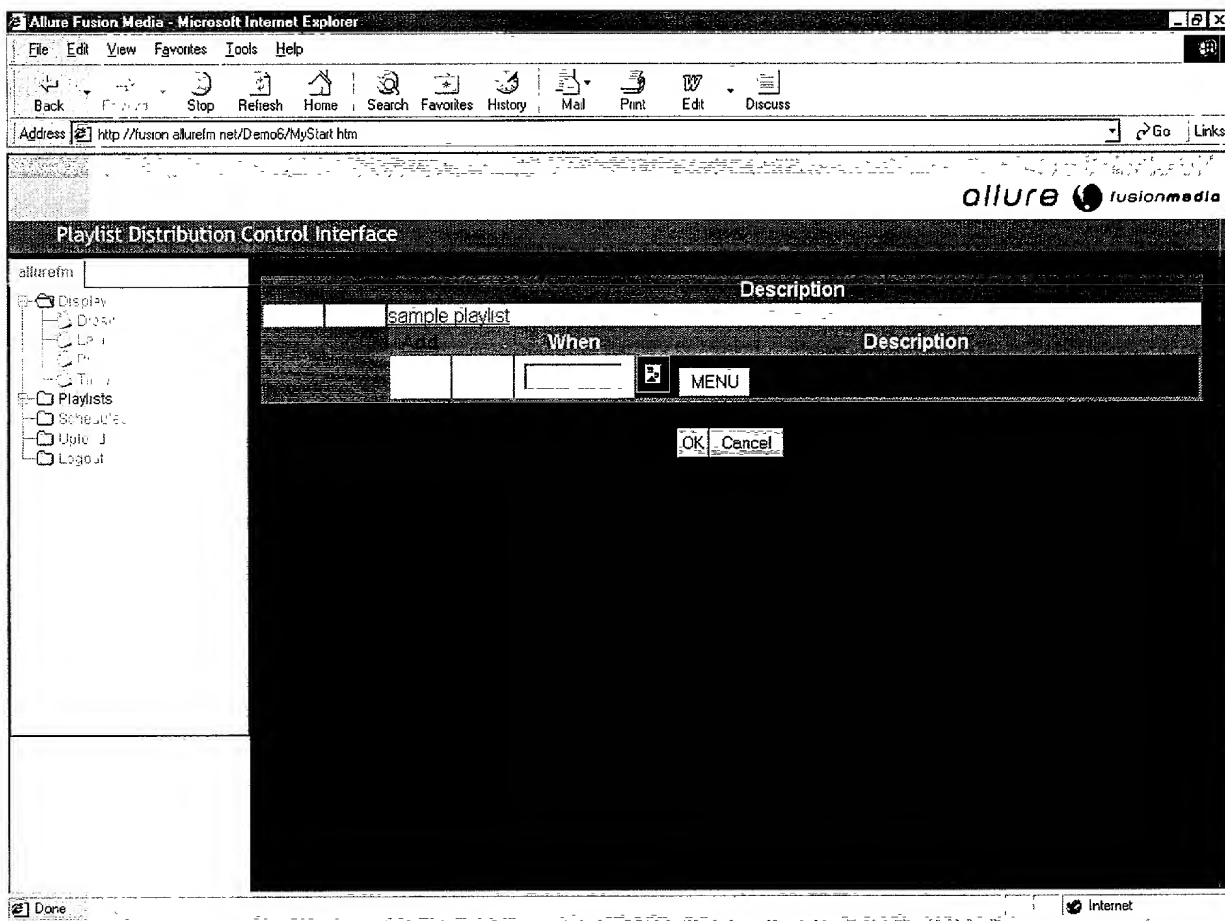 Allure Fusion Media - Microsoft Internet Explorer
File Edit View Favorites Tools Help
Back Stop Refresh Home Search Favorites History Mail Print Edit Discuss
Address http //fusion allurefm net/Demo6/MyStart htm Go Links
allure fusionmedia
Playlist Distribution Control Interface
allurefm
Display
Playlists
Logout
Description
sample playlist
Add When Description
MENU
OK Cancel
Done Internet